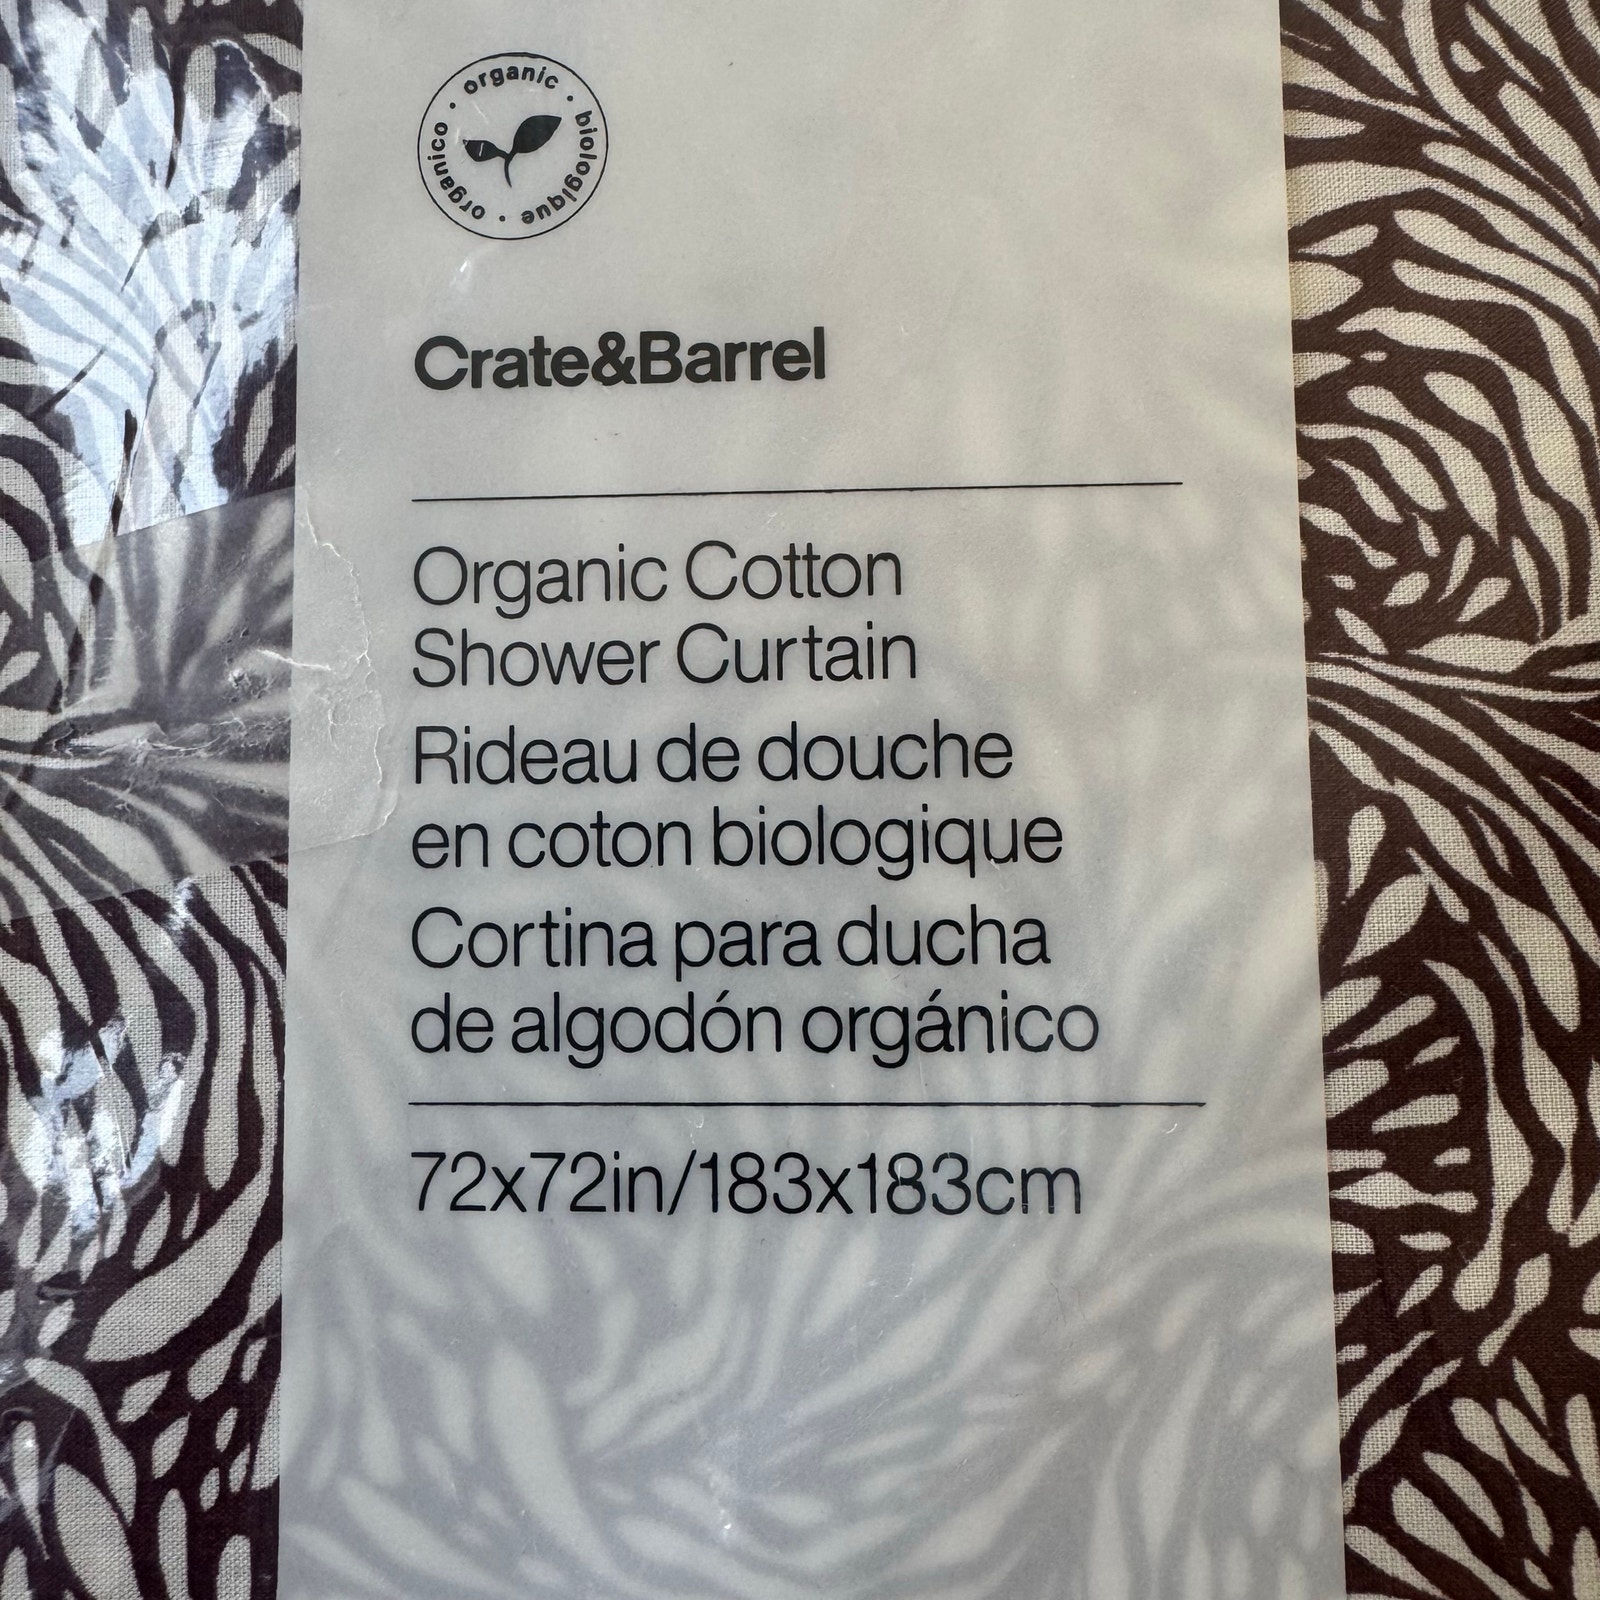 organic • biologique • organico •
Crate&Barrel
Organic Cotton
Shower Curtain
Rideau de douche
en coton biologique
Cortina para ducha
de algodón orgánico
72x72in/183x183cm